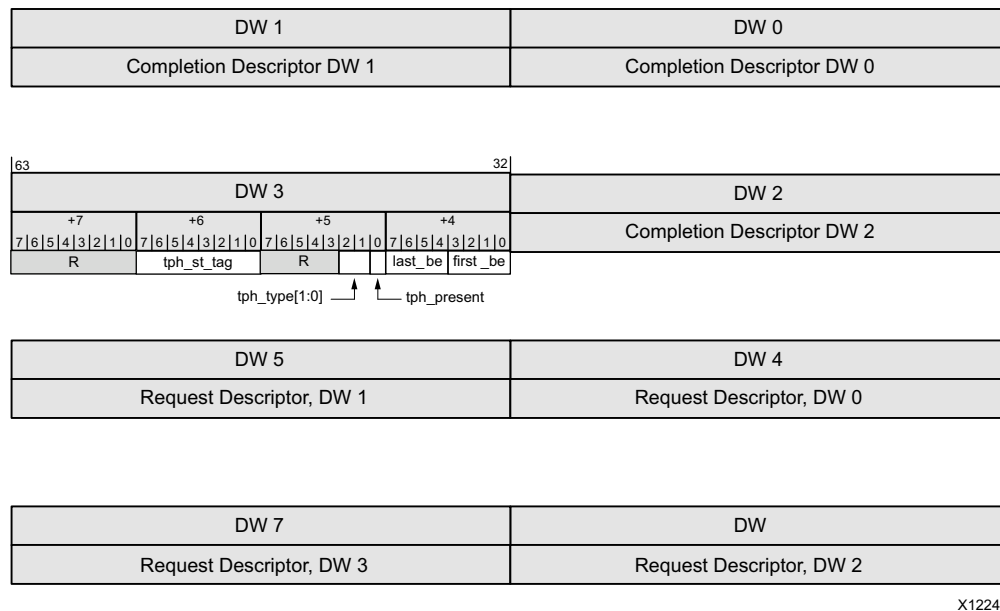 DW 1 DW 0
Completion Descriptor DW 1 Completion Descriptor DW 0
63 32
DW 3 DW 2
+7 +6 +5 +4 Completion Descriptor DW 2
7 6 5 4 3 2 1 0 7 6 5 4 3 2 1 0 7 6 5 4 3 2 1 0 7 6 5 4 3 2 1 0
R tph_st_tag R last_be first _be
tph_type[1:0] tph_present
DW 5 DW 4
Request Descriptor, DW 1 Request Descriptor, DW 0
DW 7 DW
Request Descriptor, DW 3 Request Descriptor, DW 2
X1224